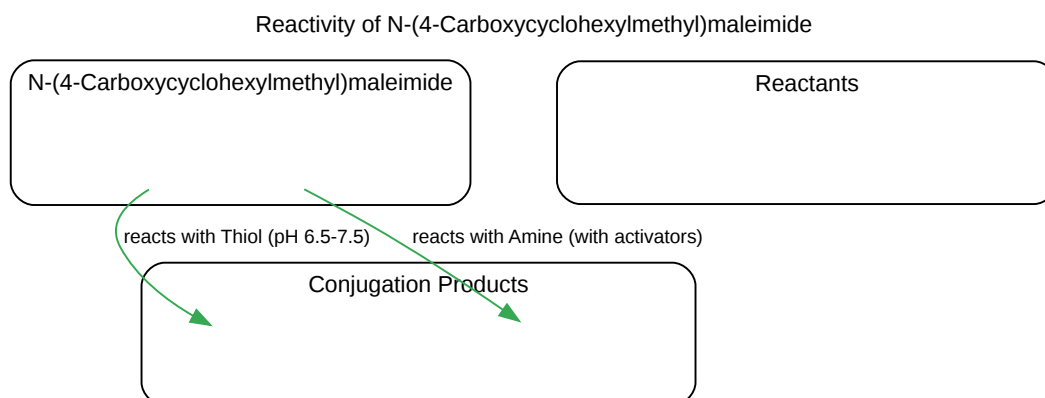 Reactivity of N-(4-Carboxycyclohexylmethyl)maleimide
N-(4-Carboxycyclohexylmethyl)maleimide
Reactants
reacts with Thiol (pH 6.5-7.5)
reacts with Amine (with activators)
Conjugation Products